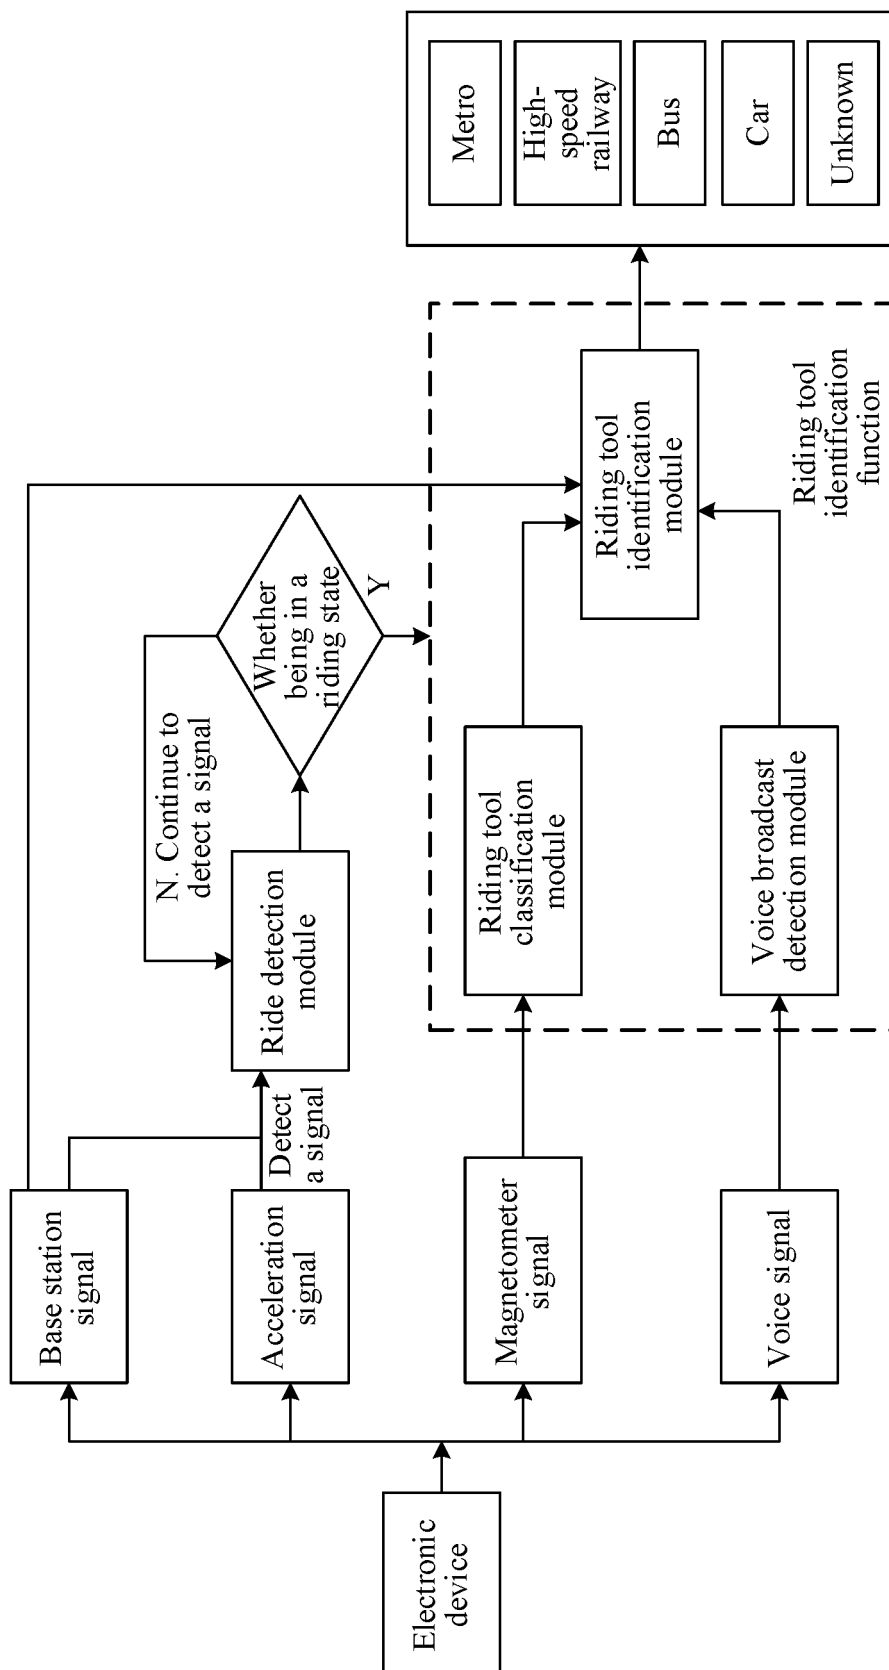 Electronic
device
Base station
signal
Acceleration
signal
Magnetometer
signal
Voice signal
Detect
a signal
Ride detection
module
N. Continue to
detect a signal
Whether
being in a
riding state
Y
Riding tool
classification
module
Voice broadcast
detection module
Riding tool
identification
module
Riding tool
identification
function
Metro
High-
speed
railway
Bus
Car
Unknown